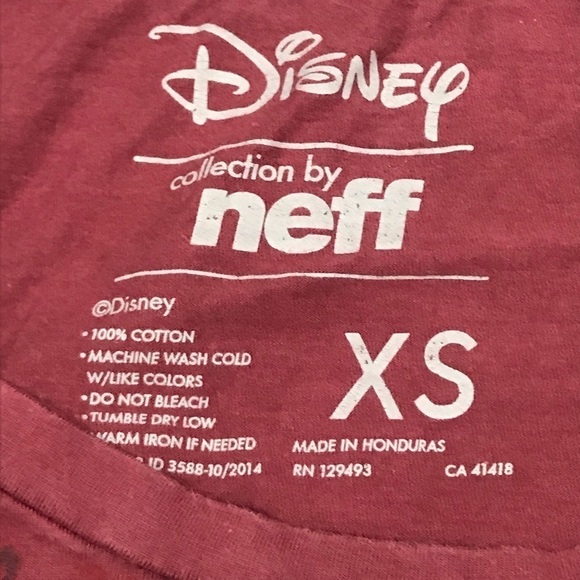 Disney
collection by
neff
©Disney
• 100% COTTON
• MACHINE WASH COLD
W/LIKE COLORS
• DO NOT BLEACH
• TUMBLE DRY LOW
WARM IRON IF NEEDED
ID 3588-10/2014
XS
MADE IN HONDURAS
RN 129493 CA 41418